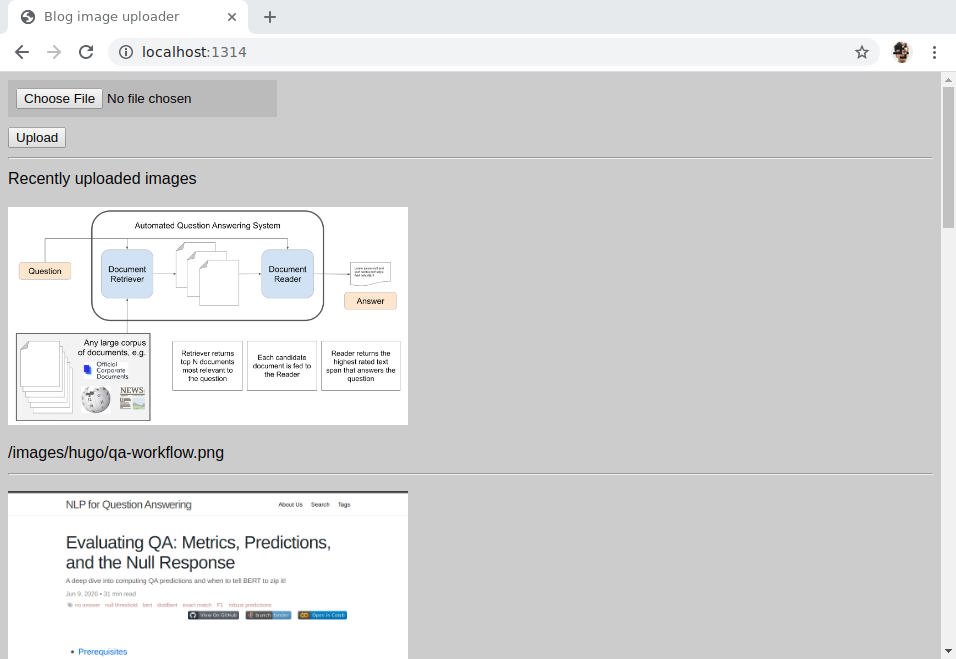 Blog image uploader
localhost:1314
Choose File No file chosen
Upload
Recently uploaded images
Automated Question Answering System
Question
Document
Retriever
Document
Reader
Answer
Any large corpus
of documents, e.g.
Official
Corporate
Documents
NEWS
Retriever returns
top N documents
most relevant to
the question
Each candidate
document is fed to
the Reader
Reader returns the
highest rated text
span that answers the
question
/images/hugo/qa-workflow.png
NLP for Question Answering
About Us Search Tags
Evaluating QA: Metrics, Predictions,
and the Null Response
A deep dive into computing QA predictions and when to tell BERT to zip it!
Jun 9, 2020 • 31 min read
no answer null threshold bert distilbert exact match F1 robust predictions
View On GitHub launch binder Open in Colab
• Prerequisites